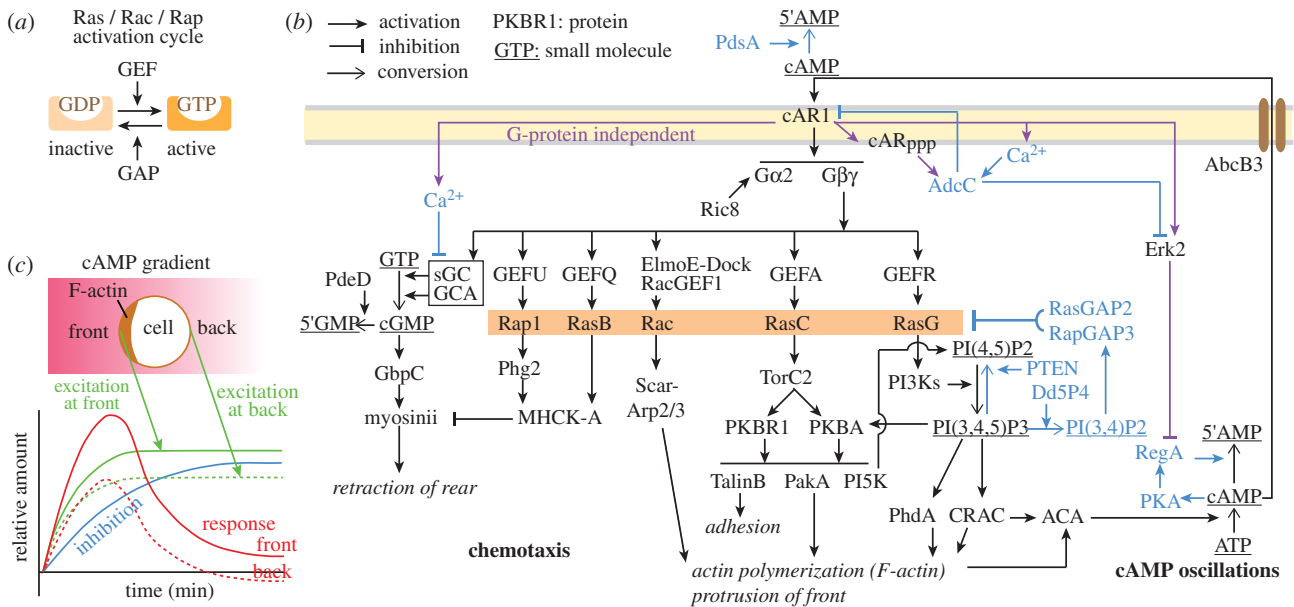 (a)
Ras / Rac / Rap
activation cycle
GEF
GDP
GTP
inactive
active
GAP
(b)
activation
inhibition
conversion
PKBR1: protein
GTP: small molecule
5'AMP
PdsA
cAMP
cAR1
G-protein independent
cARppp
Ca2+
AdcC
AbcB3
Gα2
Gβγ
Ric8
Ca2+
Erk2
GTP
sGC
GCA
PdeD
5'GMP
cGMP
GbpC
myosinii
retraction of rear
GEFU
GEFQ
ElmoE-Dock
RacGEF1
GEFA
GEFR
Rap1
RasB
Rac
RasC
RasG
RasGAP2
RapGAP3
Phg2
MHCK-A
Scar-
Arp2/3
TorC2
PI3Ks
PI(4,5)P2
PTEN
Dd5P4
PKBR1
PKBA
PI(3,4,5)P3
PI(3,4)P2
TalinB
PakA
PI5K
adhesion
PhdA
CRAC
ACA
5'AMP
RegA
PKA
cAMP
ATP
chemotaxis
actin polymerization (F-actin)
protrusion of front
cAMP oscillations
(c)
cAMP gradient
F-actin
front
cell
back
excitation
at front
excitation
at back
relative amount
inhibition
response
front
back
time (min)